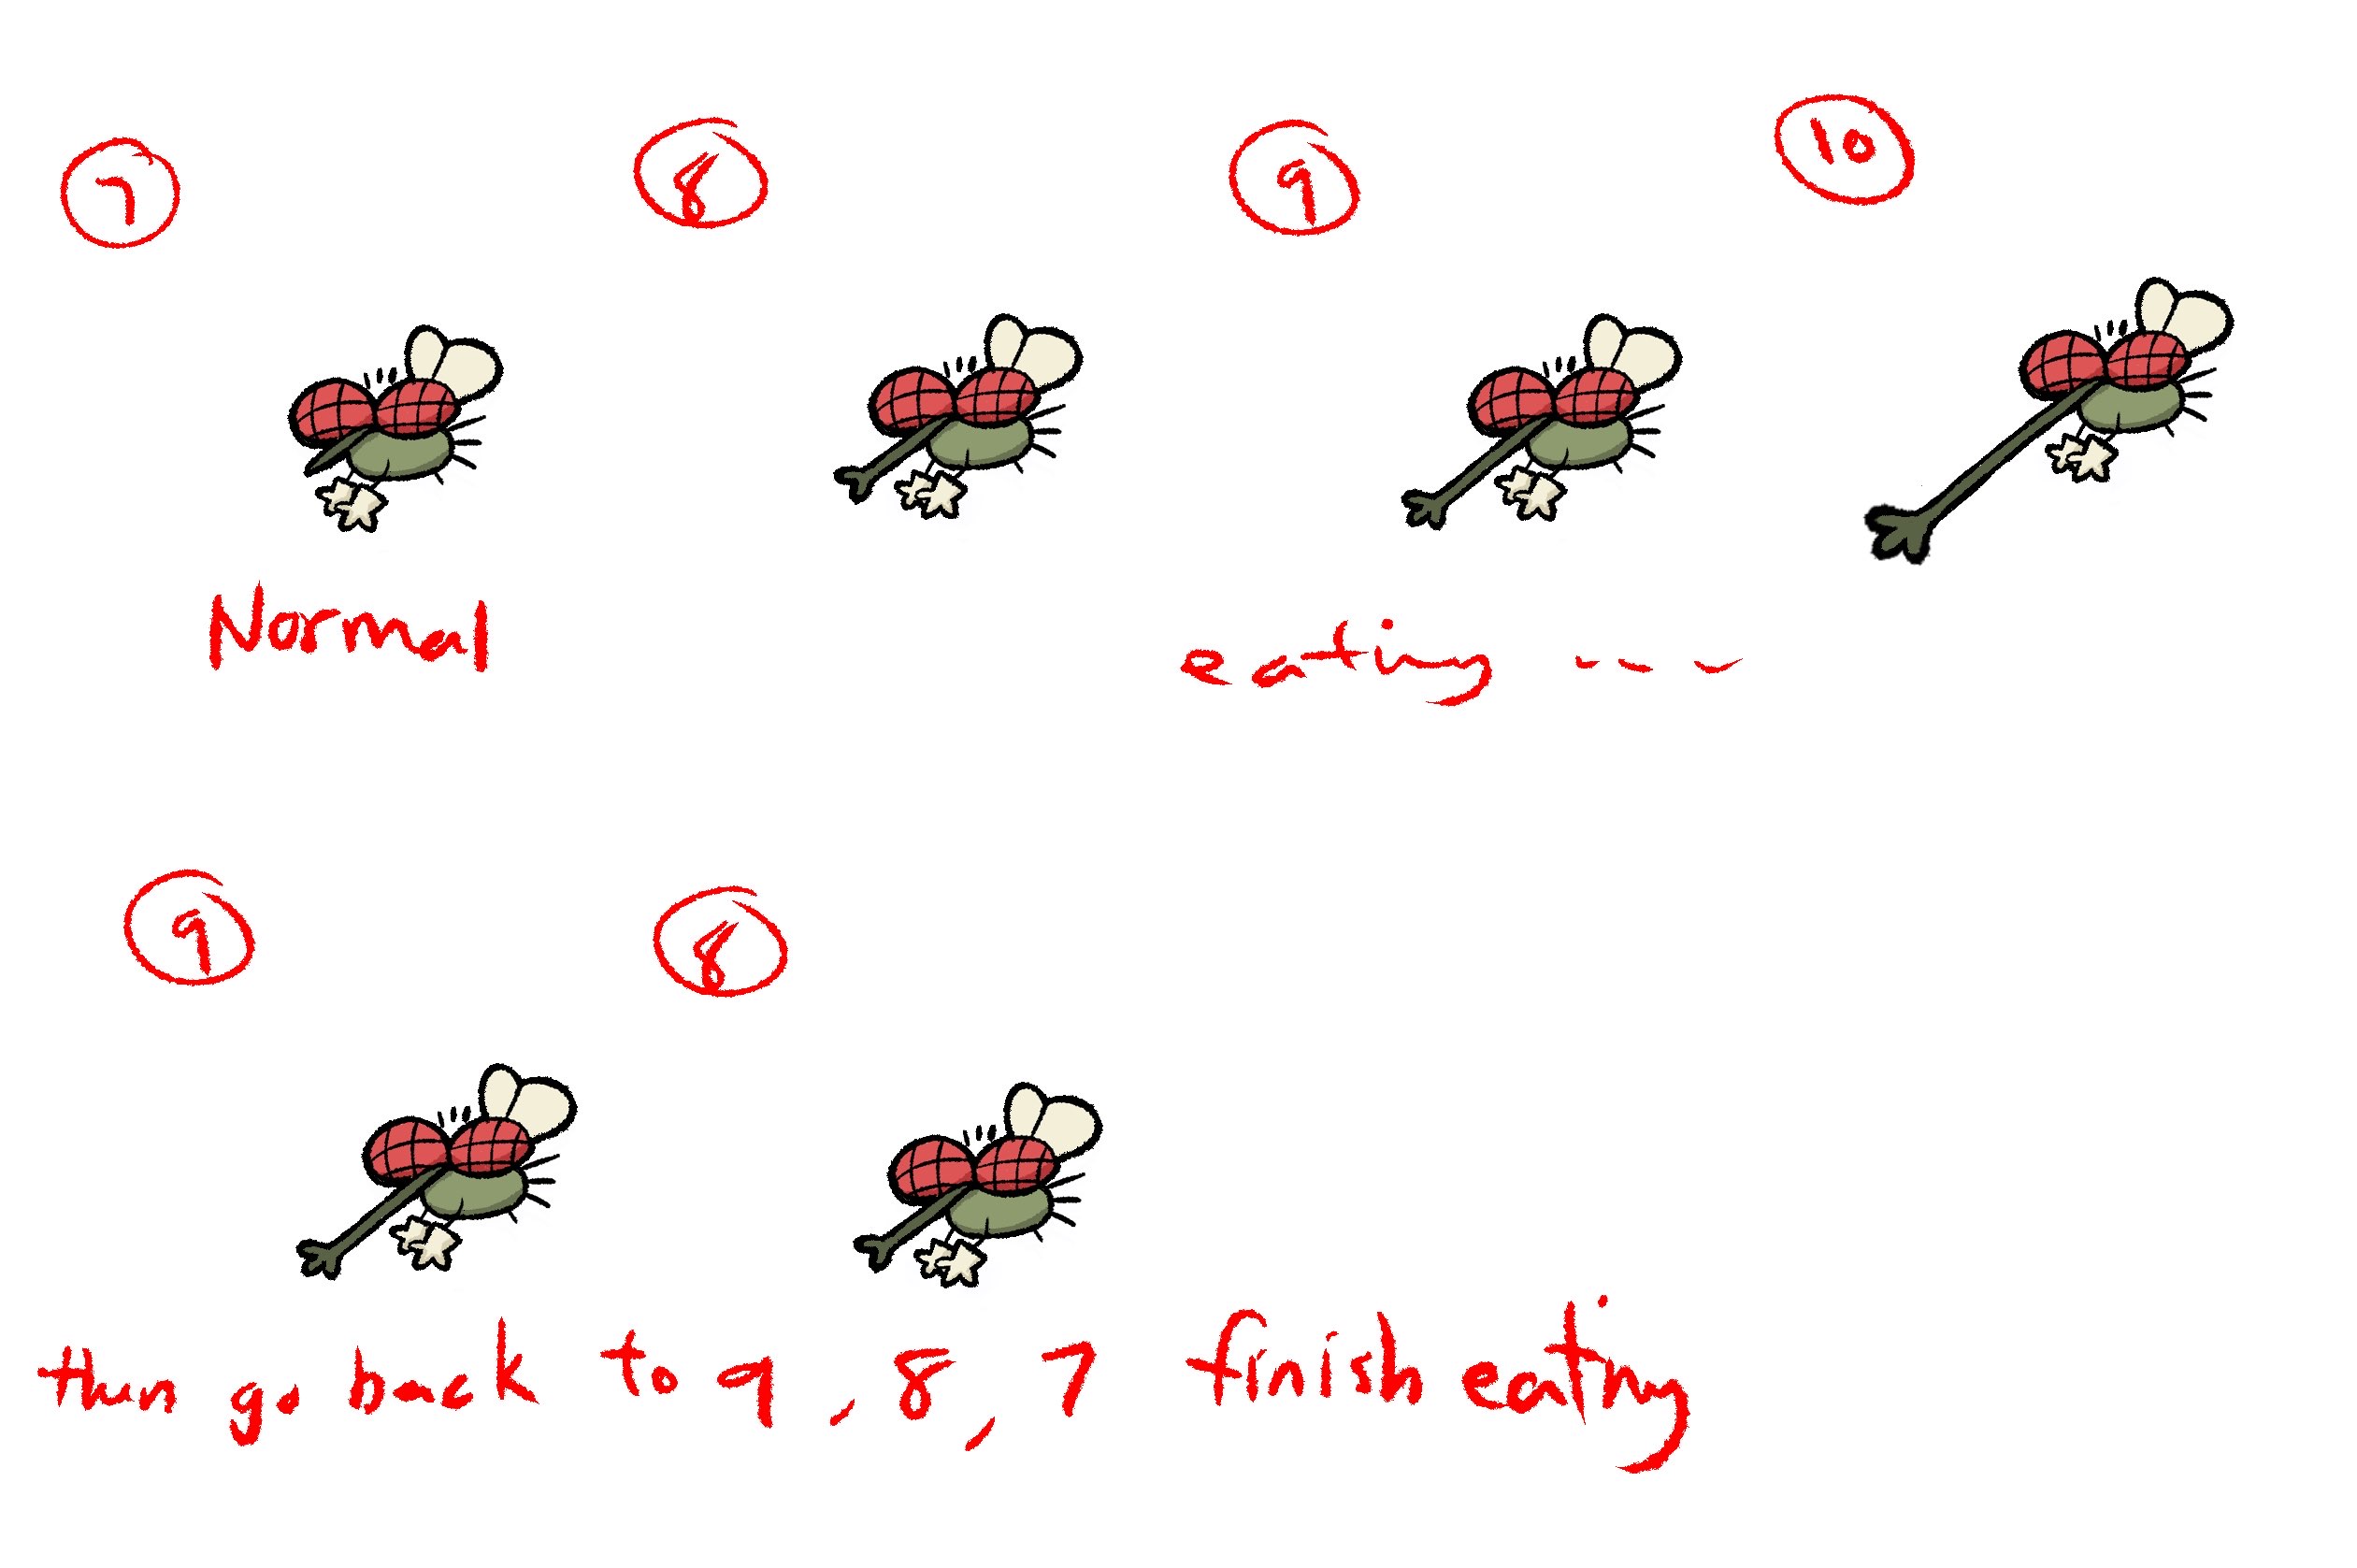 7 8 9 10
Normal
eating ---
9 8
then go back to 9, 8, 7 finish eating